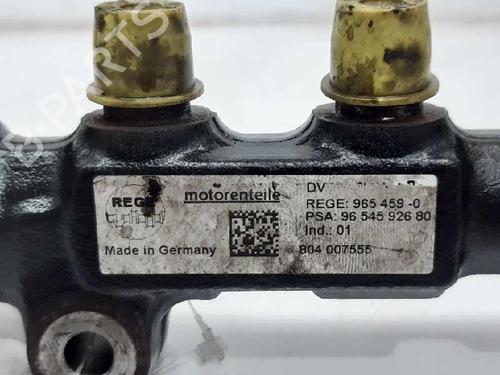 REGE motorenteile
Made in Germany
DV
REGE: 965 459 -0
PSA: 96 545 926 80
Ind.: 01
804 007555